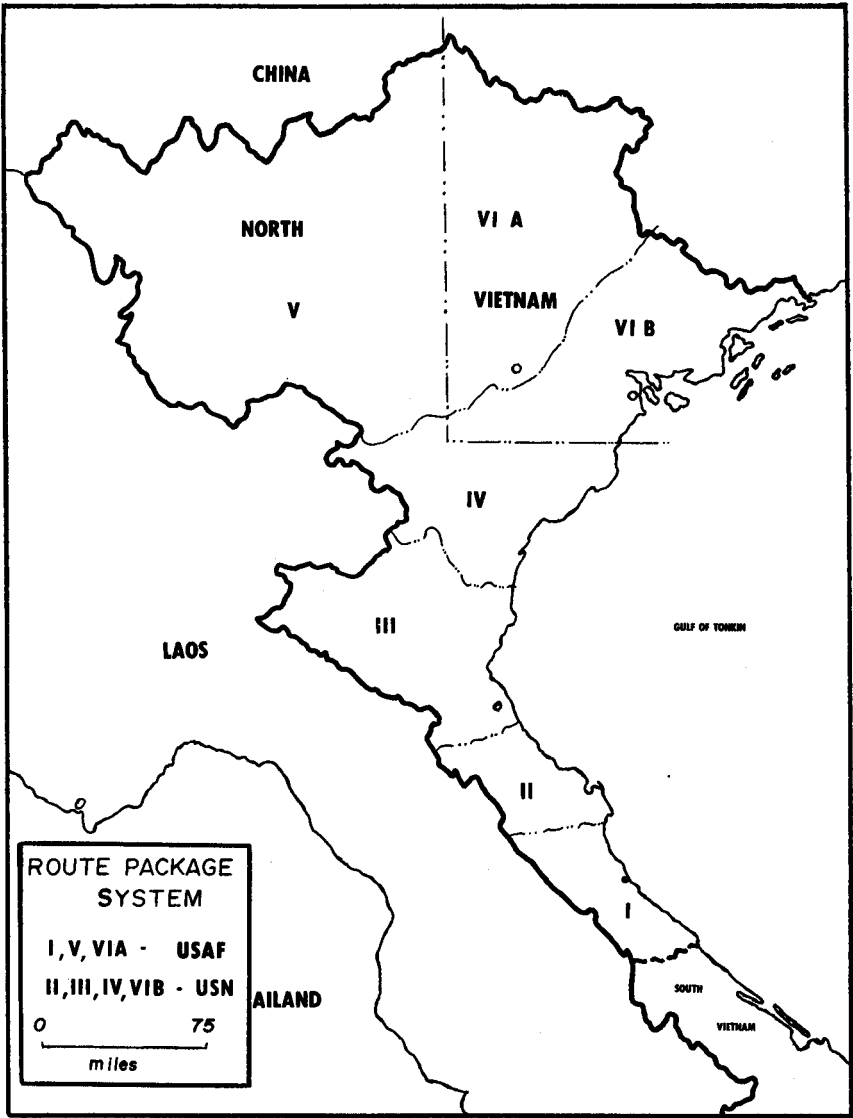 CHINA
NORTH
VI A
VIETNAM
V
VI B
IV
III
GULF OF TONKIN
LAOS
II
I
ROUTE PACKAGE
SYSTEM
I, V, VIA - USAF
II, III, IV, VIB - USN
0 75
miles
AILAND
SOUTH
VIETNAM